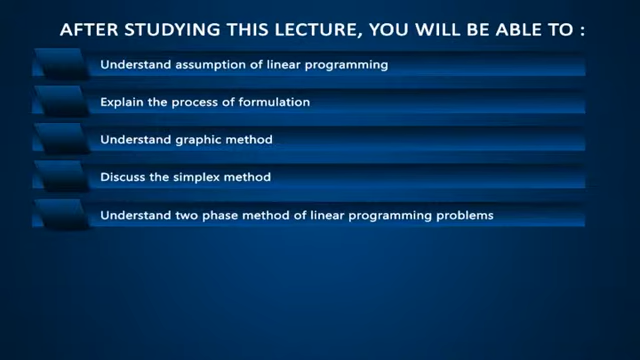 AFTER STUDYING THIS LECTURE, YOU WILL BE ABLE TO :
Understand assumption of linear programming
Explain the process of formulation
Understand graphic method
Discuss the simplex method
Understand two phase method of linear programming problems